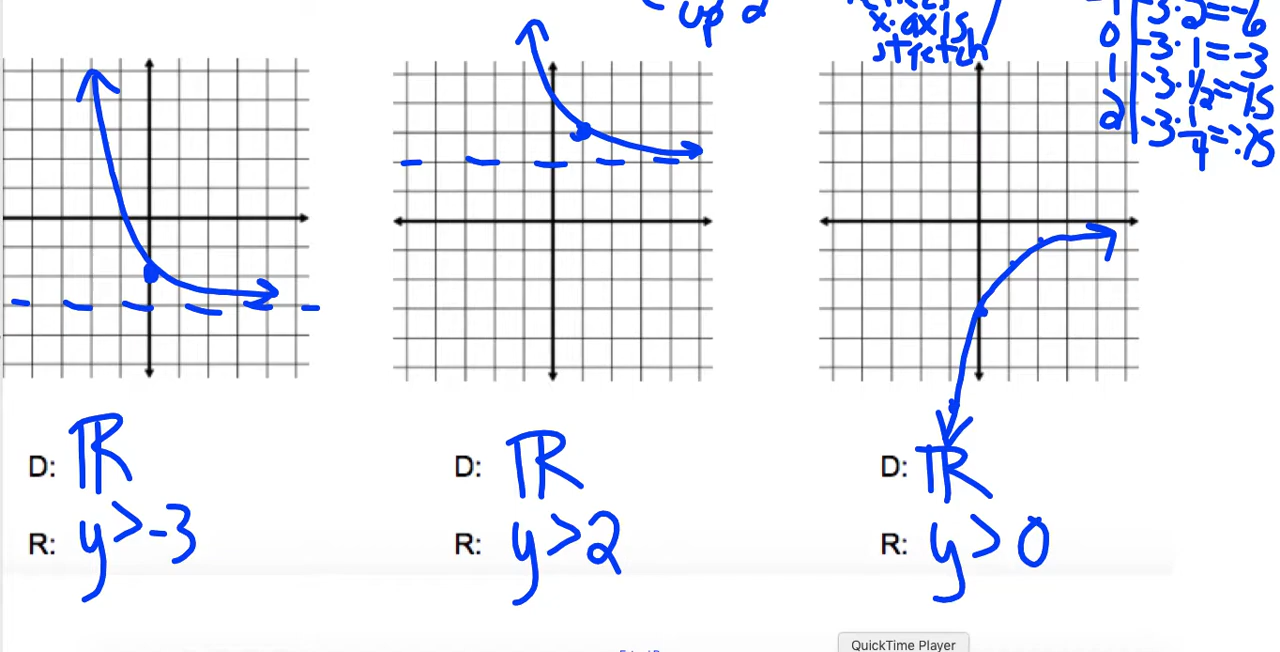 up 2
x-axis
stretch
-3·2=-6
0 -3·1=-3
1 -3·1/2=-1.5
2 -3·1/4=-.75
D: ℝ
R: y>-3
D: ℝ
R: y>2
D: ℝ
R: y>0
QuickTime Player